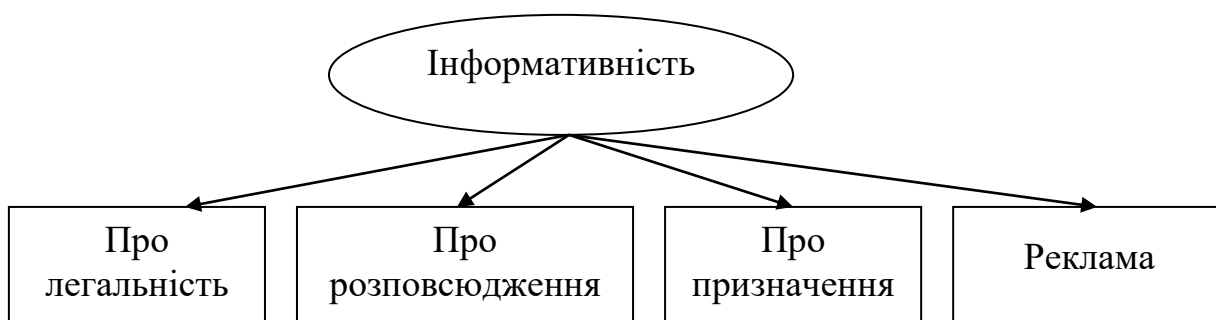 Інформативність
Про
легальність
Про
розповсюдження
Про
призначення
Реклама